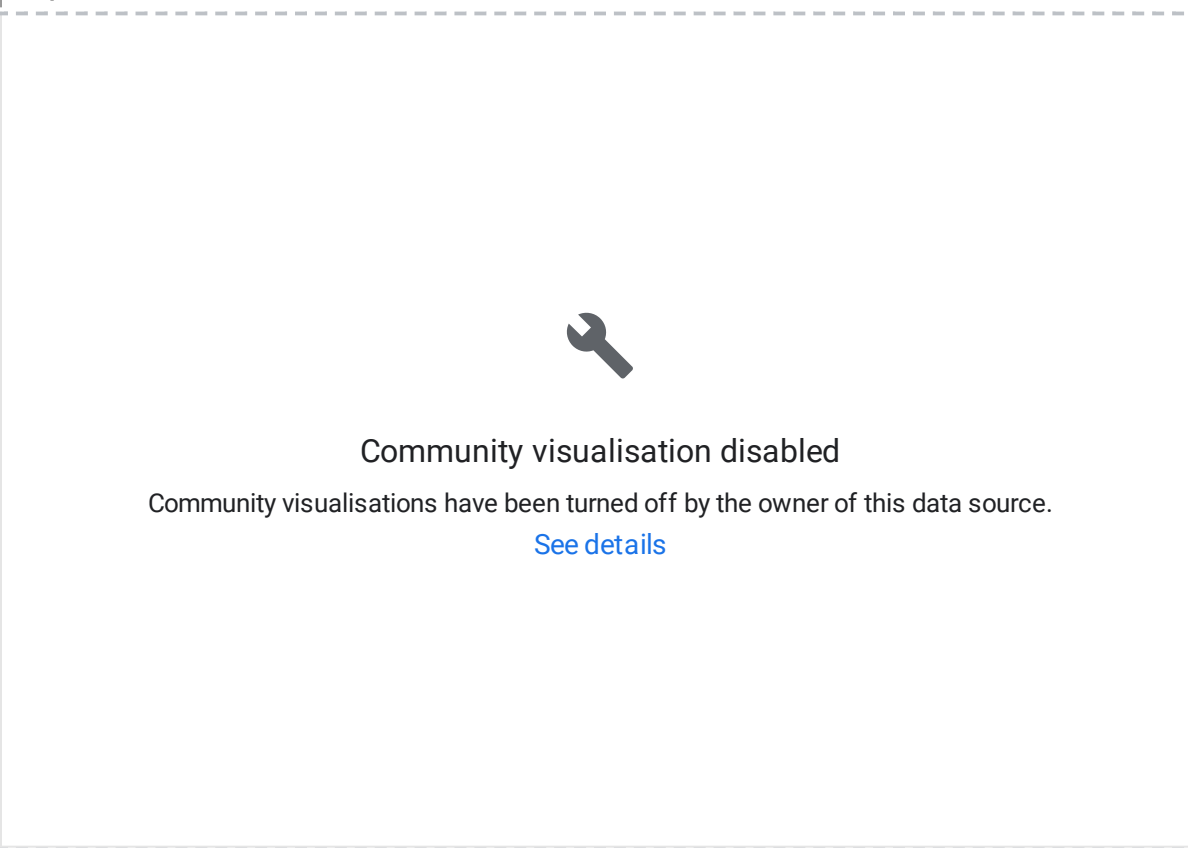 Community visualisation disabled
Community visualisations have been turned off by the owner of this data source.
See details